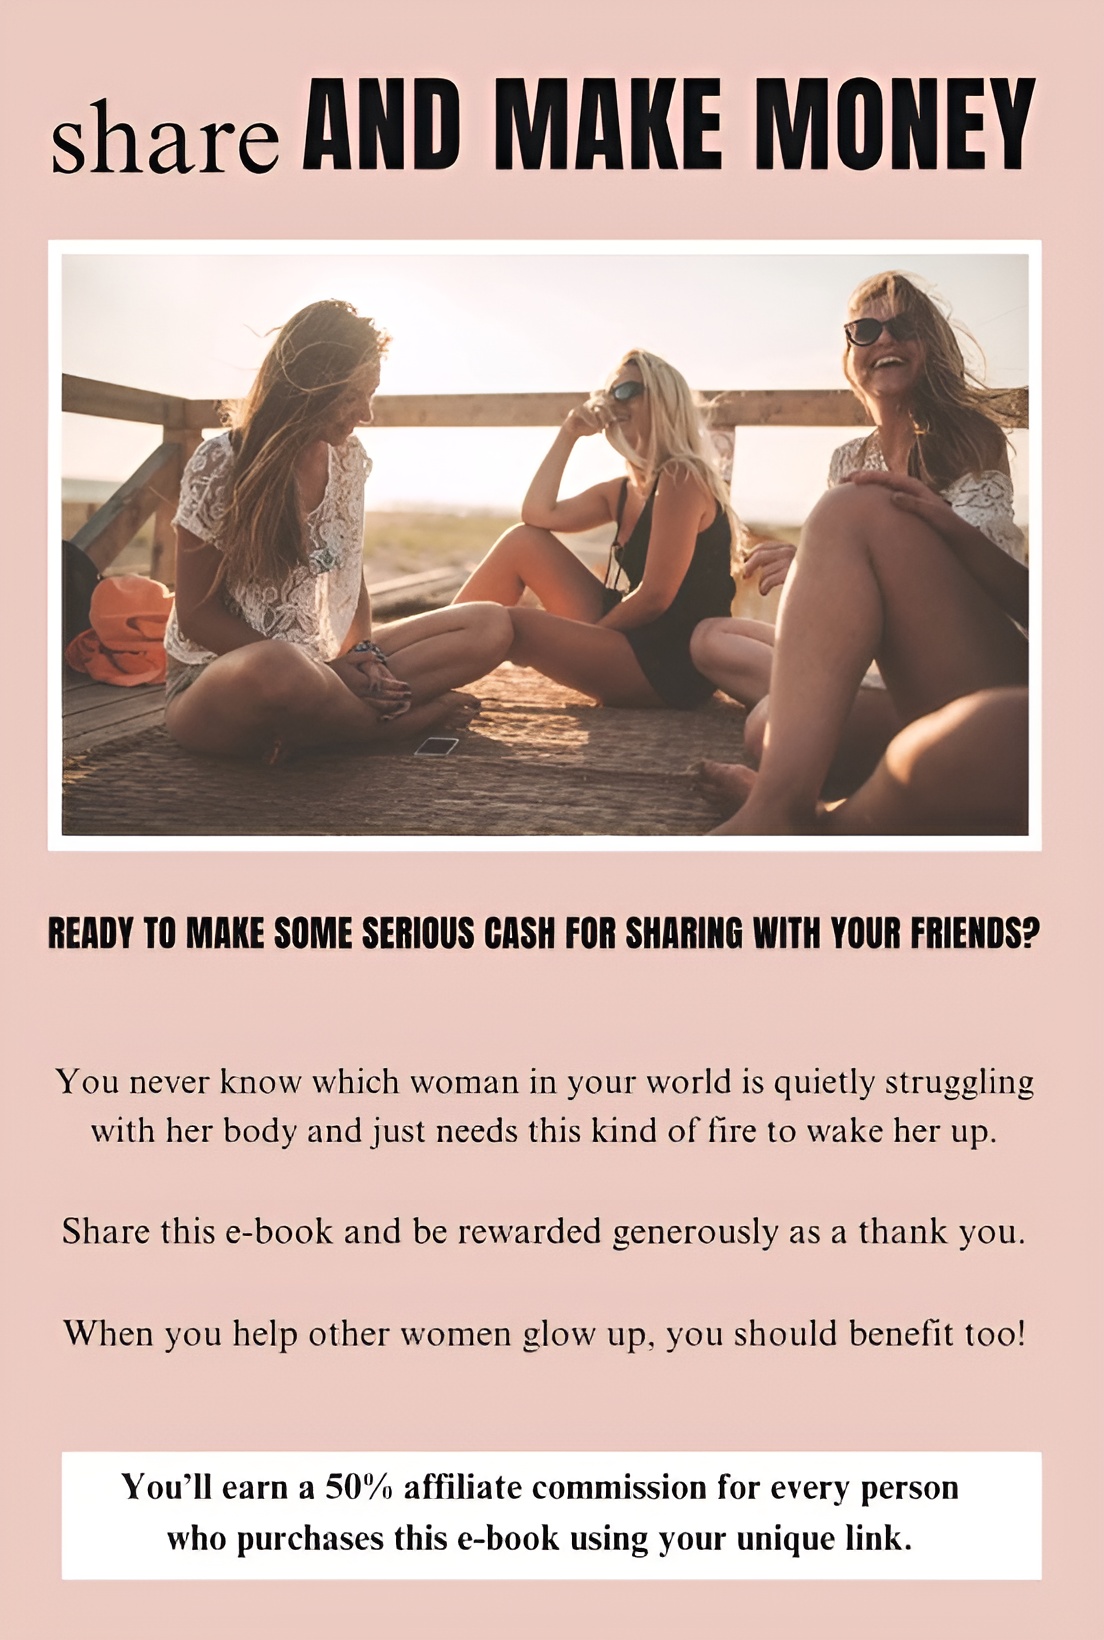 share AND MAKE MONEY
READY TO MAKE SOME SERIOUS CASH FOR SHARING WITH YOUR FRIENDS?
You never know which woman in your world is quietly struggling
with her body and just needs this kind of fire to wake her up.
Share this e-book and be rewarded generously as a thank you.
When you help other women glow up, you should benefit too!
You’ll earn a 50% affiliate commission for every person
who purchases this e-book using your unique link.